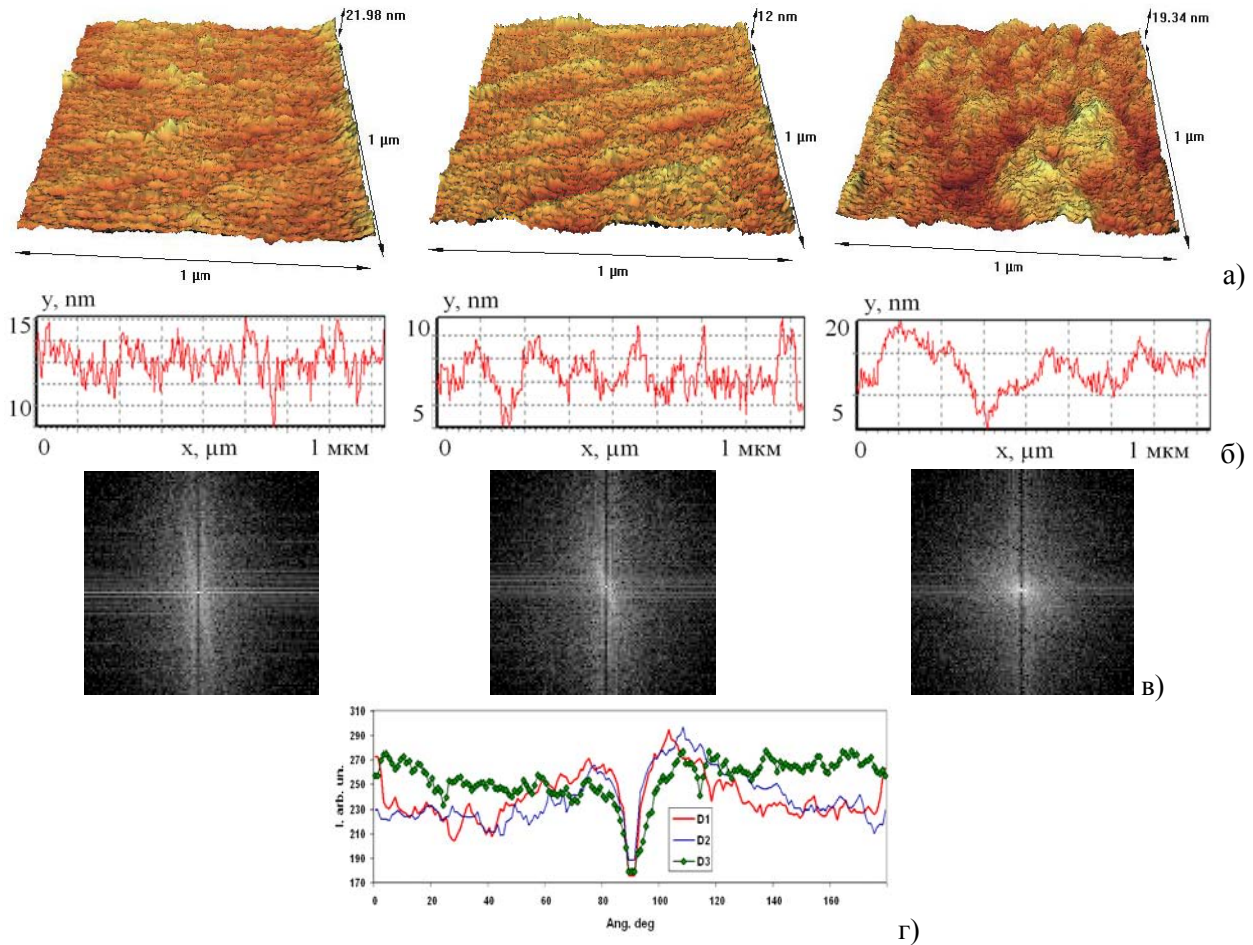 21.98 nm
12 nm
19.34 nm
1 µm
1 µm
1 µm
1 µm
1 µm
1 µm
а)
y, nm
15
10
0
x, µm
1 мкм
y, nm
10
5
0
x, µm
1 мкм
y, nm
20
5
0
x, µm
1 мкм
б)
в)
310
290
270
250
230
210
190
170
I. arb. un.
0 20 40 60 80 100 120 140 160
Ang. deg
D1
D2
D3
г)